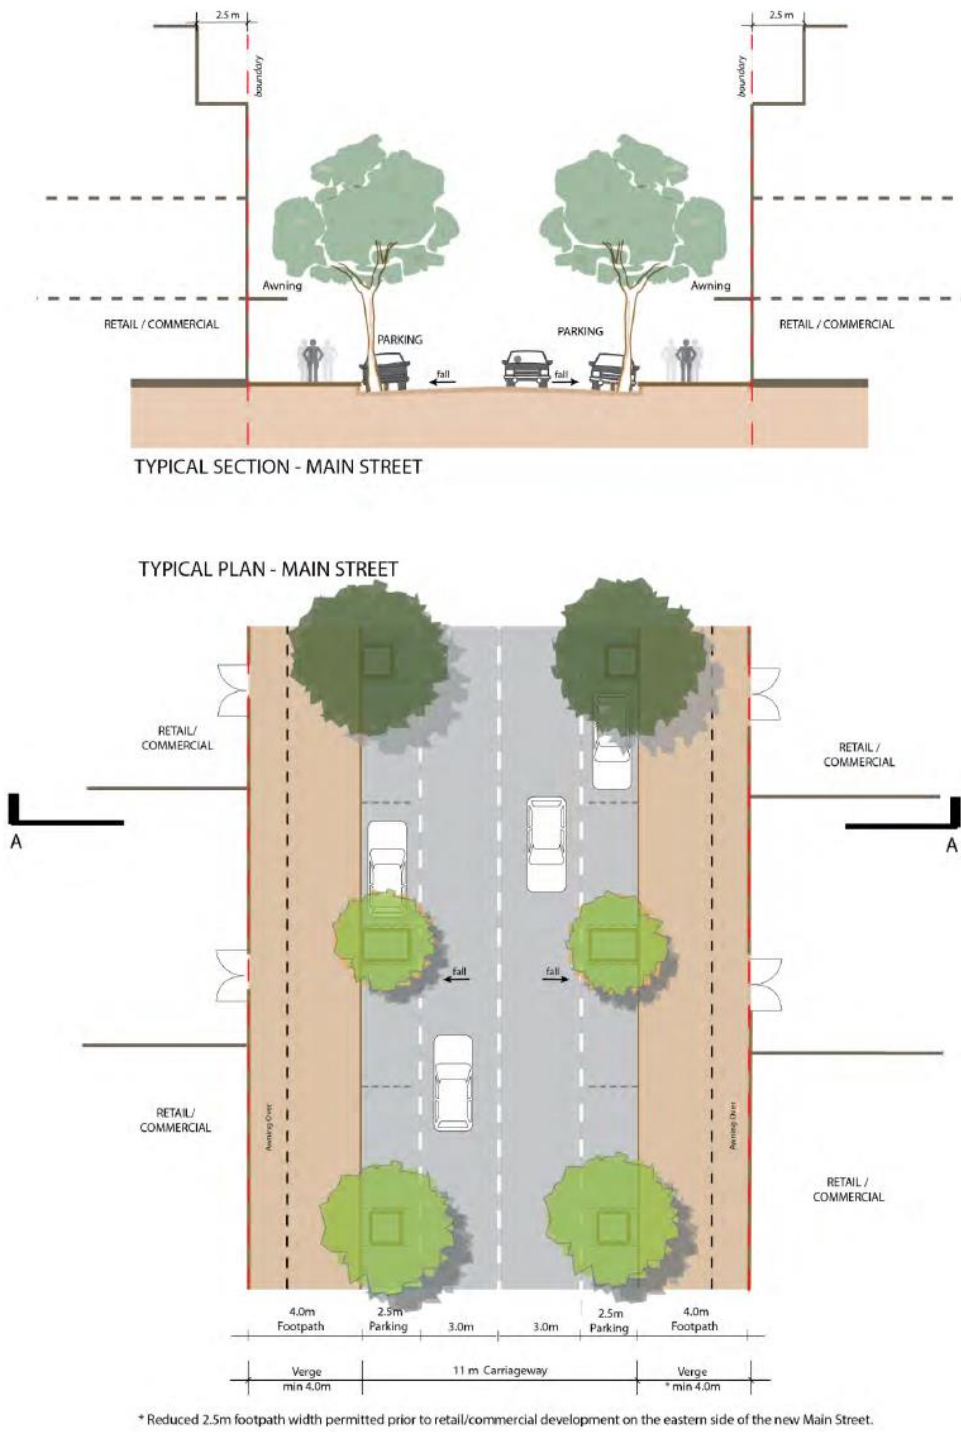 2.5 m
2.5 m
boundary
boundary
Awning
Awning
RETAIL / COMMERCIAL
RETAIL / COMMERCIAL
PARKING
PARKING
fall
fall
TYPICAL SECTION - MAIN STREET
TYPICAL PLAN - MAIN STREET
RETAIL/
COMMERCIAL
RETAIL /
COMMERCIAL
A
A
fall
fall
RETAIL/
COMMERCIAL
Awning Over
Awning Over
RETAIL /
COMMERCIAL
4.0m
Footpath
2.5m
Parking
3.0m
3.0m
2.5m
Parking
4.0m
Footpath
Verge
min 4.0m
11 m Carriageway
Verge
* min 4.0m
* Reduced 2.5m footpath width permitted prior to retail/commercial development on the eastern side of the new Main Street.